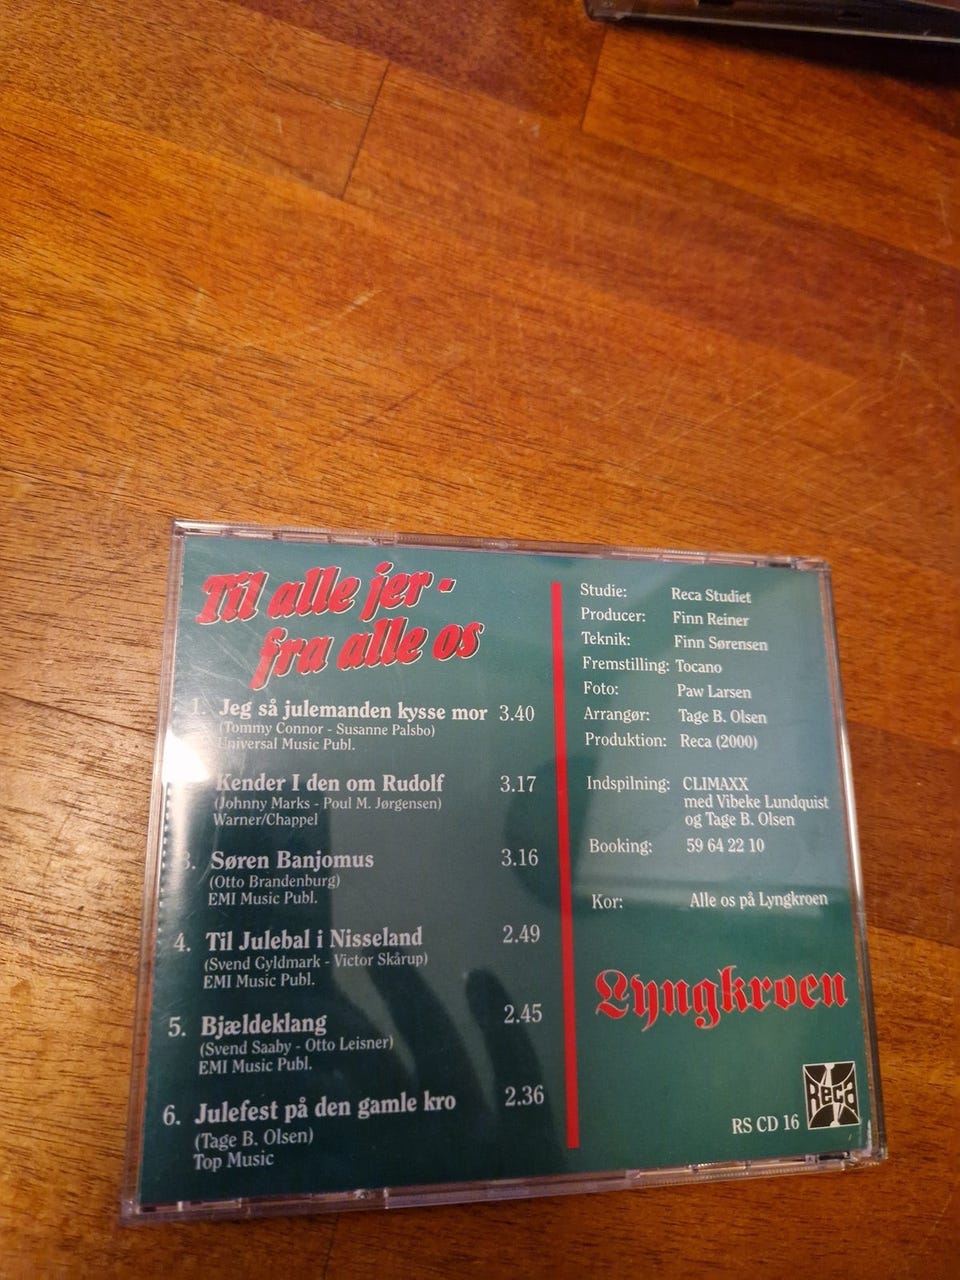 Til alle jer -
fra alle os
1. Jeg så julemanden kysse mor 3.40
(Tommy Connor - Susanne Palsbo)
Universal Music Publ.
Kender I den om Rudolf 3.17
(Johnny Marks - Poul M. Jørgensen)
Warner/Chappel
3. Søren Banjomus 3.16
(Otto Brandenburg)
EMI Music Publ.
4. Til Julebal i Nisseland 2.49
(Svend Gyldmark - Victor Skårup)
EMI Music Publ.
5. Bjældeklang 2.45
(Svend Saaby - Otto Leisner)
EMI Music Publ.
6. Julefest på den gamle kro 2.36
(Tage B. Olsen)
Top Music
Studie: Reca Studiet
Producer: Finn Reiner
Teknik: Finn Sørensen
Fremstilling: Tocano
Foto: Paw Larsen
Arrangør: Tage B. Olsen
Produktion: Reca (2000)
Indspilning: CLIMAXX
med Vibeke Lundquist
og Tage B. Olsen
Booking: 59 64 22 10
Kor: Alle os på Lyngkroen
Lyngkroen
RS CD 16
Reca